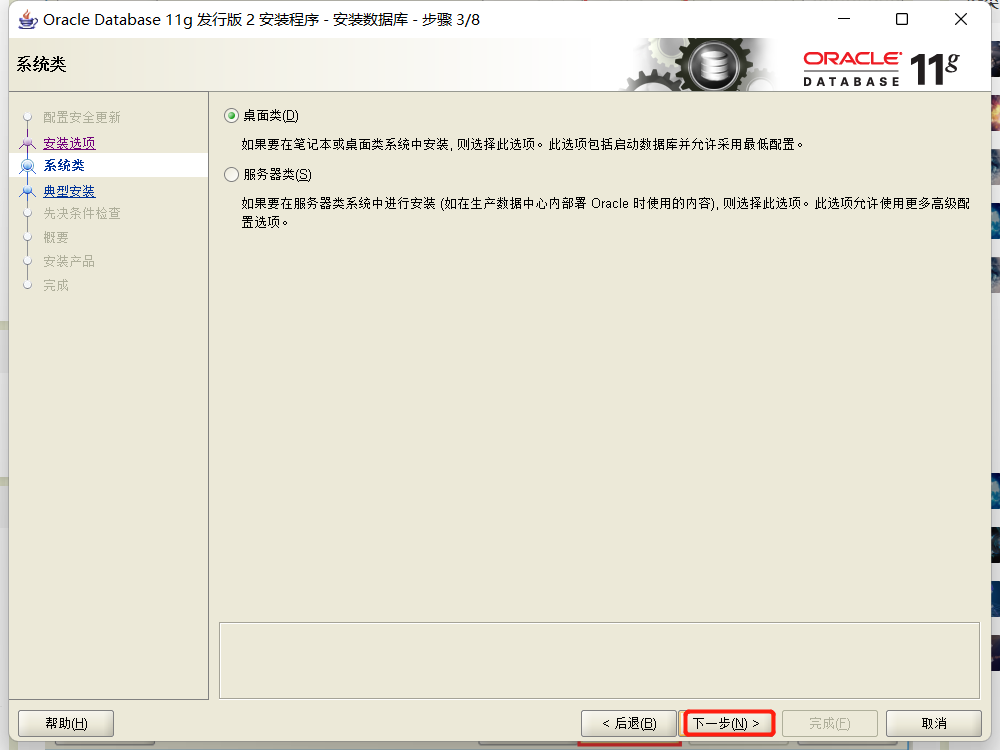 Oracle Database 11g 发行版 2 安装程序 - 安装数据库 - 步骤 3/8
系统类
ORACLE
DATABASE
11g
配置安全更新
安装选项
系统类
典型安装
先决条件检查
概要
安装产品
完成
桌面类(D)
如果要在笔记本或桌面类系统中安装, 则选择此选项。此选项包括启动数据库并允许采用最低配置。
服务器类(S)
如果要在服务器类系统中进行安装 (如在生产数据中心内部署 Oracle 时使用的内容), 则选择此选项。此选项允许使用更多高级配
置选项。
帮助(H)
< 后退(B)
下一步(N) >
完成(F)
取消